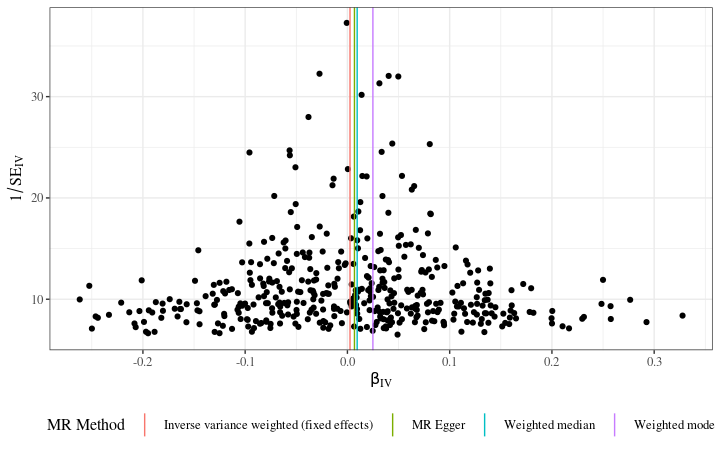 1/SE_IV
30
20
10
-0.2 -0.1 0.0 0.1 0.2 0.3
β_IV
MR Method Inverse variance weighted (fixed effects) MR Egger Weighted median Weighted mode